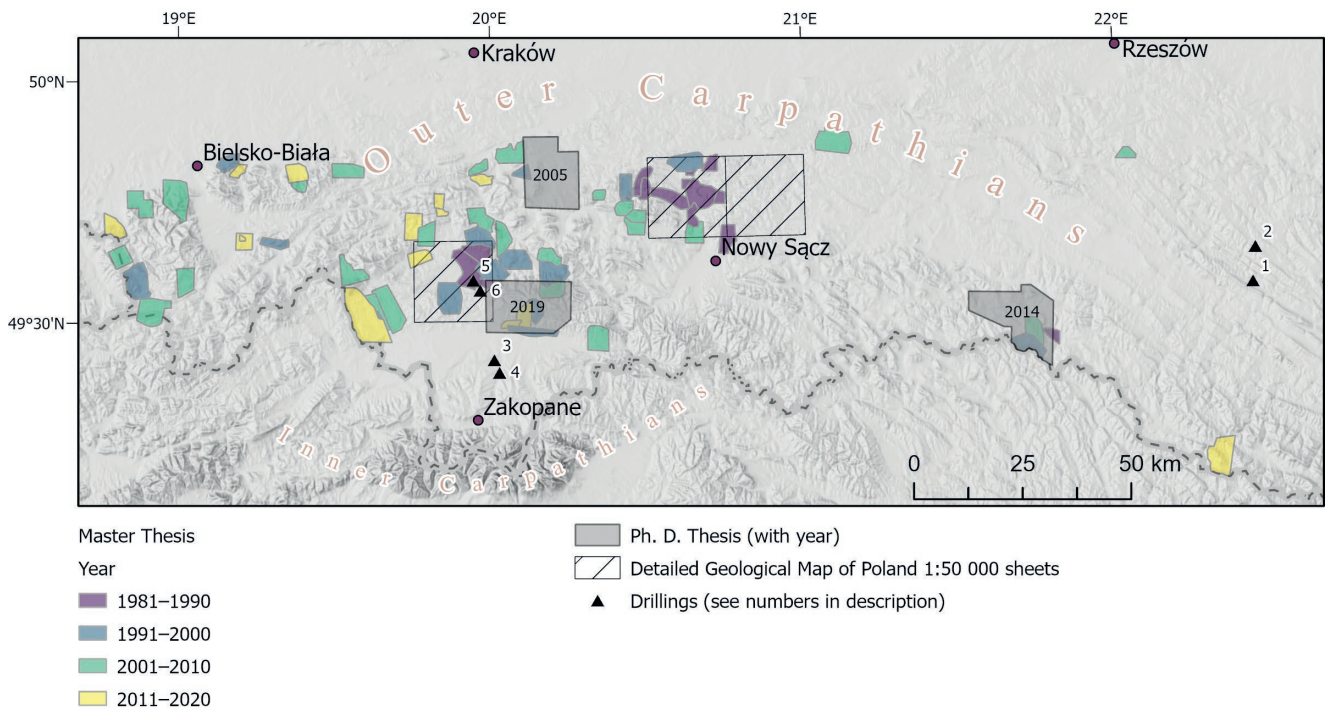 19°E 20°E 21°E 22°E
Kraków
Rzeszów
50°N
Outer Carpathians
Bielsko-Biała
2005
Nowy Sącz
2
1
5
6
2019
2014
49°30'N
3
4
Zakopane
Inner Carpathians
0 25 50 km
Master Thesis
Year
1981–1990
1991–2000
2001–2010
2011–2020
Ph. D. Thesis (with year)
Detailed Geological Map of Poland 1:50 000 sheets
Drillings (see numbers in description)